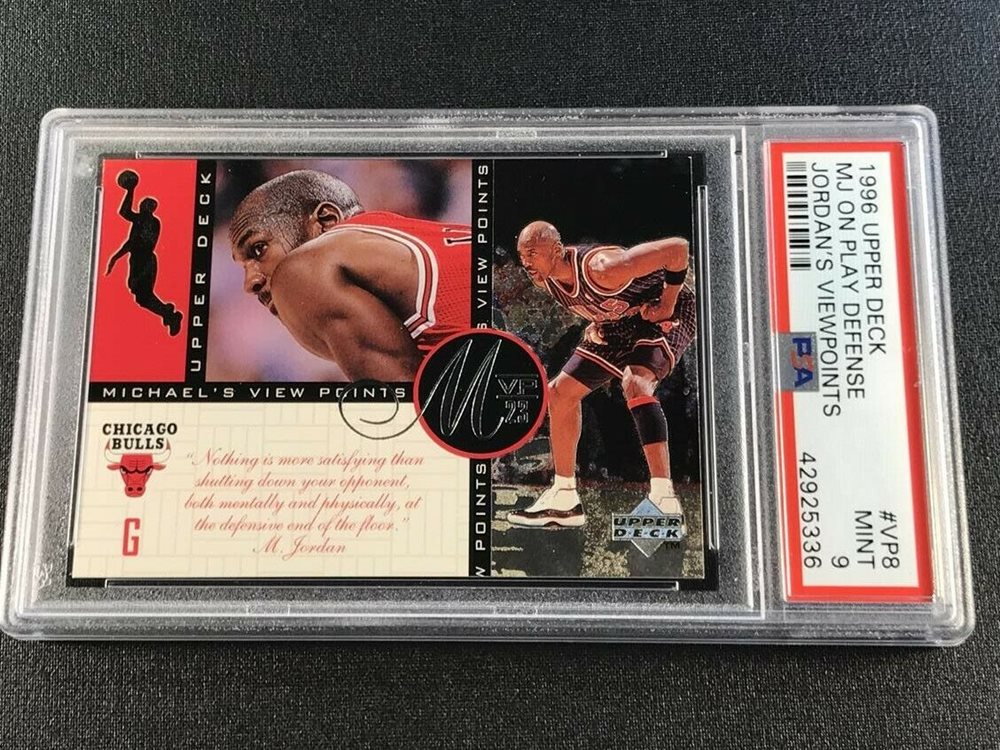 UPPER DECK
MICHAEL'S VIEW POINTS
S VIEW POINTS
W POINTS
M
VP
23
CHICAGO
BULLS
G
"Nothing is more satisfying than
shutting down your opponent,
both mentally and physically, at
the defensive end of the floor."
M. Jordan
UPPER
DECK
TM
1996 UPPER DECK
MJ ON PLAY DEFENSE
JORDAN'S VIEWPOINTS
PSA
#VP8
MINT
9
42925336